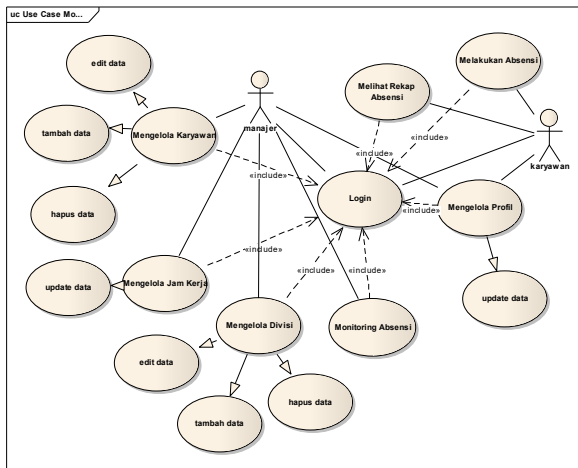 uc Use Case Mo...
edit data
Melakukan Absensi
Melihat Rekap
Absensi
tambah data
Mengelola Karyawan
manajer
«include»
«include»
karyawan
«include»
hapus data
Login
Mengelola Profil
«include»
«include»
«include»
«include»
update data
Mengelola Jam Kerja
update data
Mengelola Divisi
Monitoring Absensi
edit data
hapus data
tambah data